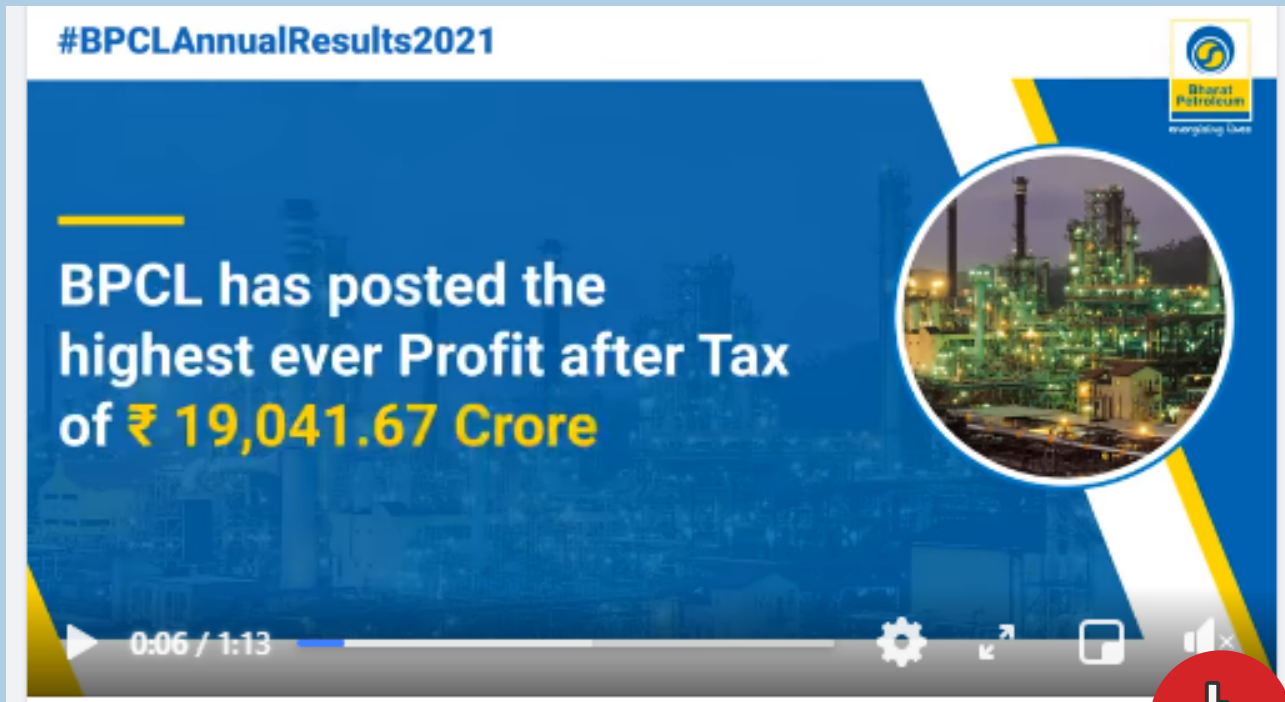 #BPCLAnnualResults2021
Bharat
Petroleum
energising lives
BPCL has posted the
highest ever Profit after Tax
of ₹ 19,041.67 Crore
0:06 / 1:13